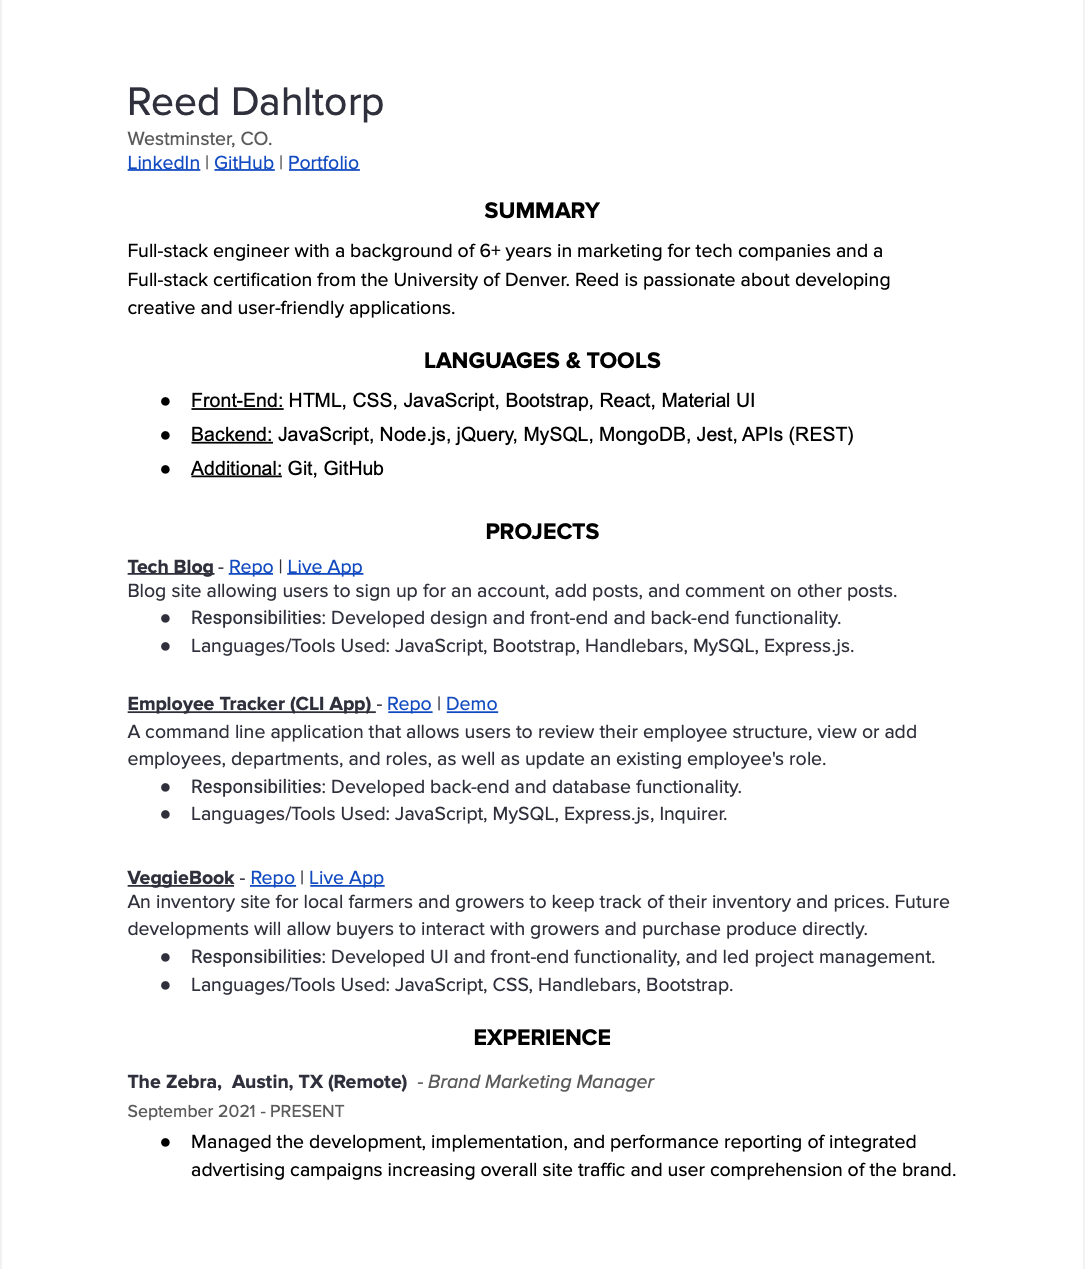 Reed Dahltorp
Westminster, CO.
LinkedIn | GitHub | Portfolio
SUMMARY
Full-stack engineer with a background of 6+ years in marketing for tech companies and a
Full-stack certification from the University of Denver. Reed is passionate about developing
creative and user-friendly applications.
LANGUAGES & TOOLS
● Front-End: HTML, CSS, JavaScript, Bootstrap, React, Material UI
● Backend: JavaScript, Node.js, jQuery, MySQL, MongoDB, Jest, APIs (REST)
● Additional: Git, GitHub
PROJECTS
Tech Blog - Repo | Live App
Blog site allowing users to sign up for an account, add posts, and comment on other posts.
● Responsibilities: Developed design and front-end and back-end functionality.
● Languages/Tools Used: JavaScript, Bootstrap, Handlebars, MySQL, Express.js.
Employee Tracker (CLI App) - Repo | Demo
A command line application that allows users to review their employee structure, view or add
employees, departments, and roles, as well as update an existing employee's role.
● Responsibilities: Developed back-end and database functionality.
● Languages/Tools Used: JavaScript, MySQL, Express.js, Inquirer.
VeggieBook - Repo | Live App
An inventory site for local farmers and growers to keep track of their inventory and prices. Future
developments will allow buyers to interact with growers and purchase produce directly.
● Responsibilities: Developed UI and front-end functionality, and led project management.
● Languages/Tools Used: JavaScript, CSS, Handlebars, Bootstrap.
EXPERIENCE
The Zebra,  Austin, TX (Remote)  - Brand Marketing Manager
September 2021 - PRESENT
● Managed the development, implementation, and performance reporting of integrated
advertising campaigns increasing overall site traffic and user comprehension of the brand.